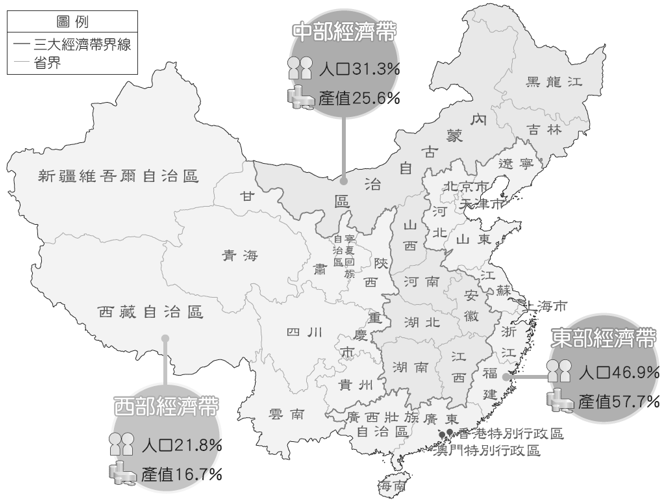 圖例
三大經濟帶界線
省界
中部經濟帶
人口31.3%
產值25.6%
黑龍江
吉林
遼寧
內蒙古自治區
新疆維吾爾自治區
甘肅
寧夏回族
自治區
北京市
天津市
河北
山西
山東
青海
陝西
河南
江蘇
安徽
上海市
西藏自治區
四川
重慶市
湖北
浙江
東部經濟帶
人口46.9%
產值57.7%
湖南
江西
福建
貴州
雲南
廣西壯族
自治區
廣東
香港特別行政區
澳門特別行政區
海南
西部經濟帶
人口21.8%
產值16.7%